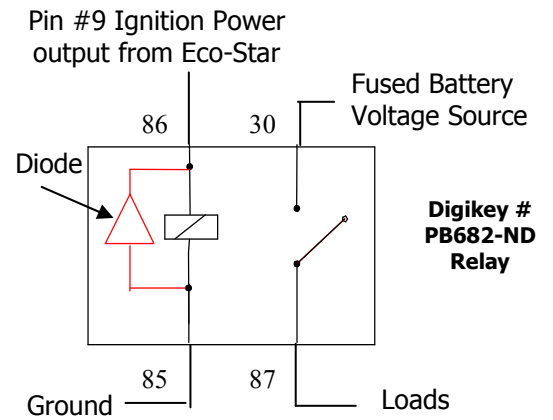 Pin #9 Ignition Power
output from Eco-Star
Fused Battery
Voltage Source
86
30
Diode
Digikey #
PB682-ND
Relay
85
87
Ground
Loads